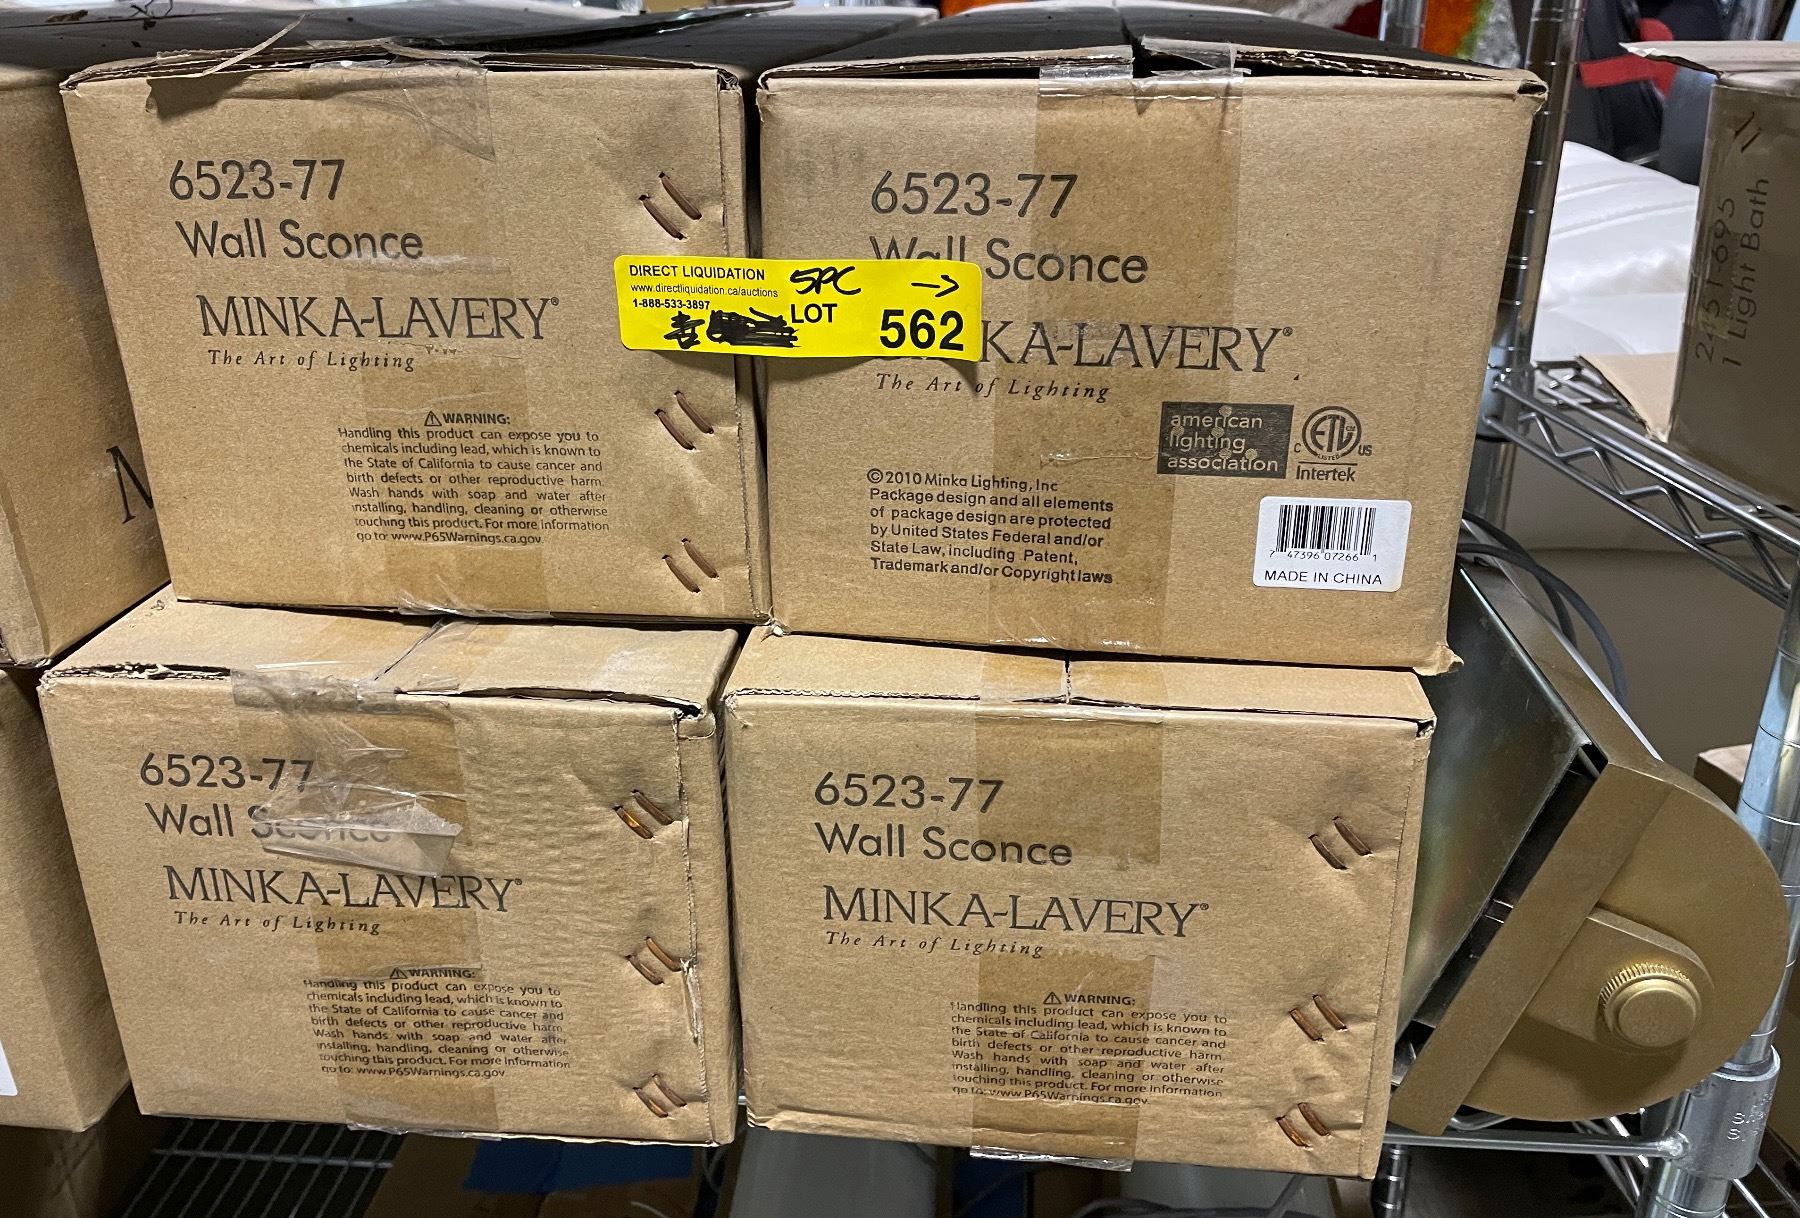 6523-77
Wall Sconce
MINKA-LAVERY®
The Art of Lighting
WARNING:
Handling this product can expose you to
chemicals including lead, which is known to
the State of California to cause cancer and
birth defects or other reproductive harm.
Wash hands with soap and water after
installing, handling, cleaning or otherwise
touching this product. For more information
go to: www.P65Warnings.ca.gov.
DIRECT LIQUIDATION
www.directliquidation.ca/auctions
1-888-533-3897
5PC →
LOT 562
6523-77
Wall Sconce
KA-LAVERY®
The Art of Lighting
american
lighting
association
C ETL CM US
LISTED
Intertek
©2010 Minka Lighting, Inc
Package design and all elements
of package design are protected
by United States Federal and/or
State Law, including Patent,
Trademark and/or Copyright laws
7 47396 07266 1
MADE IN CHINA
6523-77
Wall Sconce
MINKA-LAVERY®
The Art of Lighting
WARNING:
Handling this product can expose you to
chemicals including lead, which is known to
the State of California to cause cancer and
birth defects or other reproductive harm.
Wash hands with soap and water after
installing, handling, cleaning or otherwise
touching this product. For more information
go to: www.P65Warnings.ca.gov.
6523-77
Wall Sconce
MINKA-LAVERY®
The Art of Lighting
WARNING:
Handling this product can expose you to
chemicals including lead, which is known to
the State of California to cause cancer and
birth defects or other reproductive harm.
Wash hands with soap and water after
installing, handling, cleaning or otherwise
touching this product. For more information
go to: www.P65Warnings.ca.gov.
M
2451-695
1 Light Bath